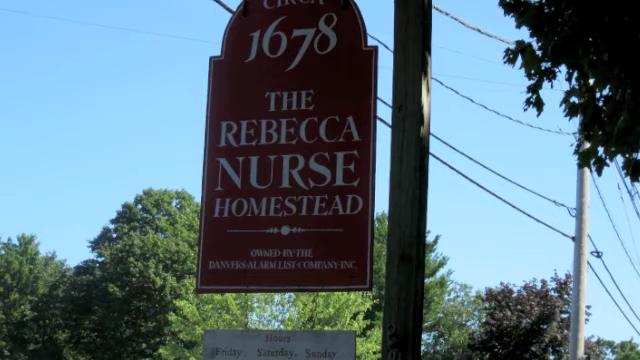 CIRCA
1678
THE
REBECCA
NURSE
HOMESTEAD
OWNED·BY·THE
DANVERS·ALARM LIST·COMPANY·INC.
Hours
Friday, Saturday, Sunday